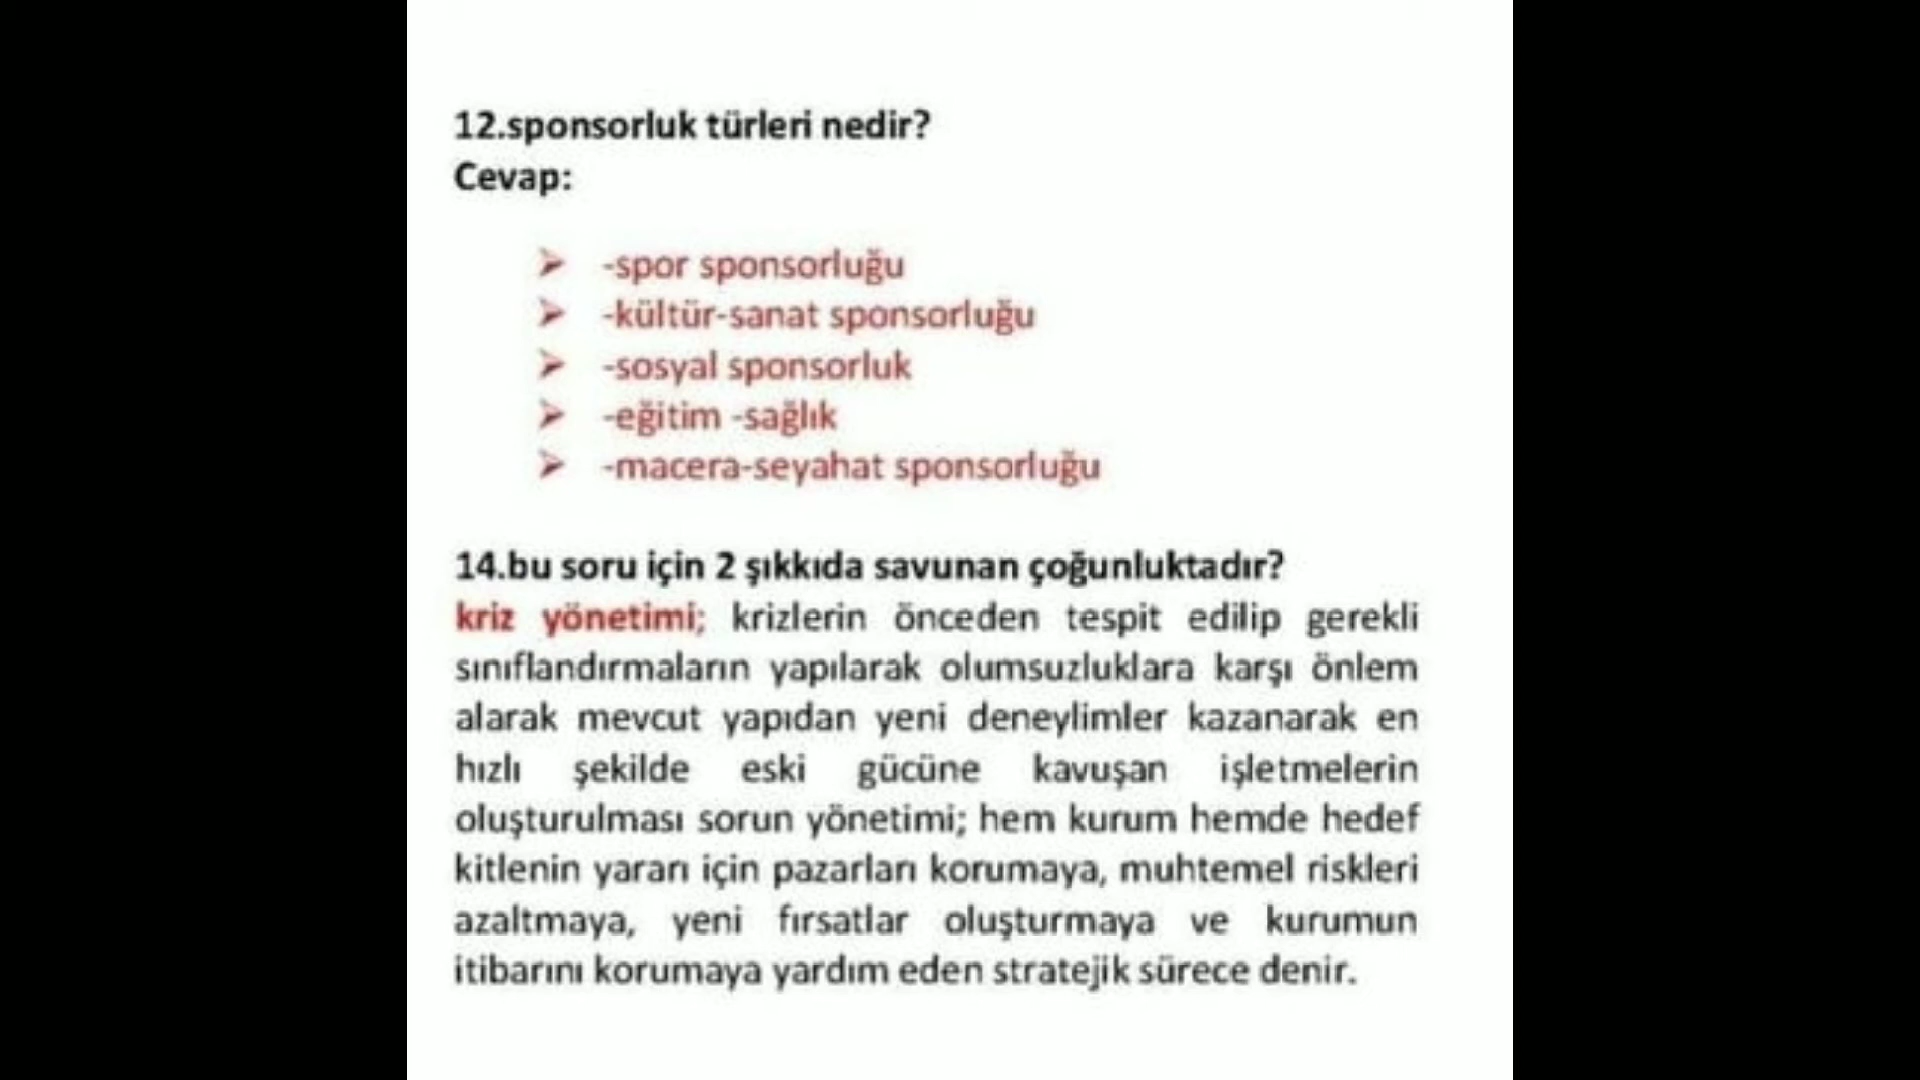 12.sponsorluk türleri nedir?
Cevap:
➢ -spor sponsorluğu
➢ -kültür-sanat sponsorluğu
➢ -sosyal sponsorluk
➢ -eğitim -sağlık
➢ -macera-seyahat sponsorluğu
14.bu soru için 2 şıkkıda savunan çoğunluktadır?
kriz yönetimi; krizlerin önceden tespit edilip gerekli
sınıflandırmaların yapılarak olumsuzluklara karşı önlem
alarak mevcut yapıdan yeni deneylimler kazanarak en
hızlı şekilde eski gücüne kavuşan işletmelerin
oluşturulması sorun yönetimi; hem kurum hemde hedef
kitlenin yararı için pazarları korumaya, muhtemel riskleri
azaltmaya, yeni fırsatlar oluşturmaya ve kurumun
itibarını korumaya yardım eden stratejik sürece denir.